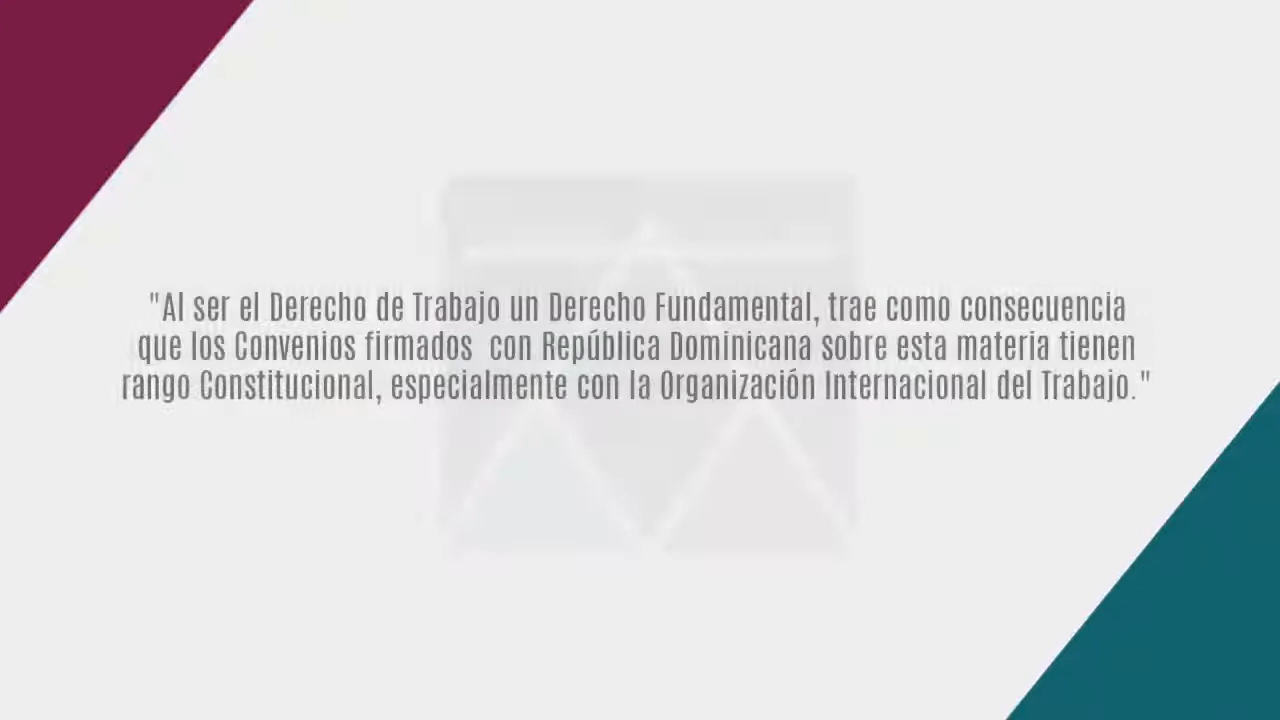 "Al ser el Derecho de Trabajo un Derecho Fundamental, trae como consecuencia
que los Convenios firmados  con República Dominicana sobre esta materia tienen
rango Constitucional, especialmente con la Organización Internacional del Trabajo."